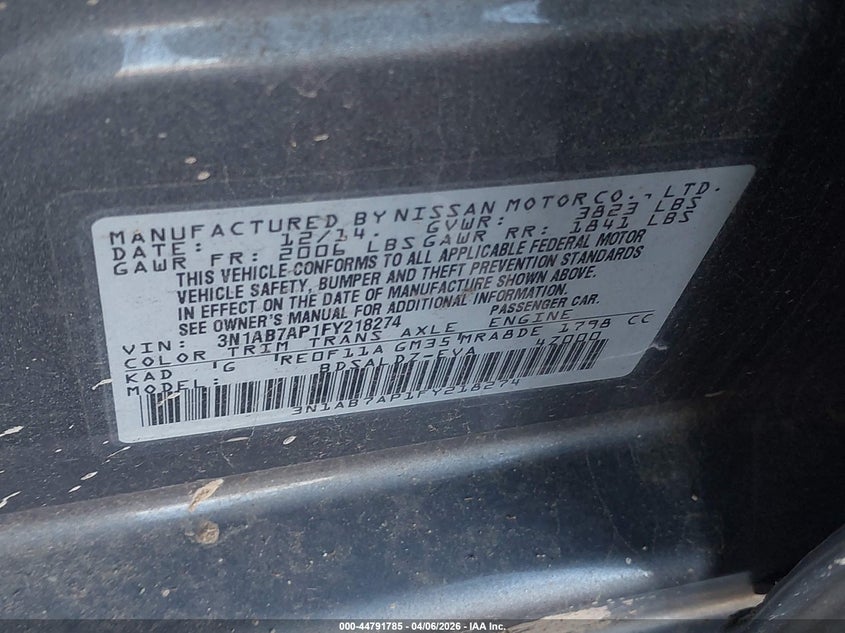 MANUFACTURED BY NISSAN MOTOR CO., LTD.
DATE: 12/14. GVWR: 3823 LBS
GAWR FR: 2006 LBS GAWR RR: 1841 LBS
THIS VEHICLE CONFORMS TO ALL APPLICABLE FEDERAL MOTOR
VEHICLE SAFETY, BUMPER AND THEFT PREVENTION STANDARDS
IN EFFECT ON THE DATE OF MANUFACTURE SHOWN ABOVE.
SEE OWNER'S MANUAL FOR ADDITIONAL INFORMATION.
VIN: 3N1AB7AP1FY218274 PASSENGER CAR.
COLOR TRIM TRANS AXLE ENGINE
KAD G RE0F11A GM35 MRA8DE 1798 CC
MODEL: BDSALDZ-EVA 47000
3N1AB7AP1FY218274
000-44791785 04/06/2026 - IAA Inc.